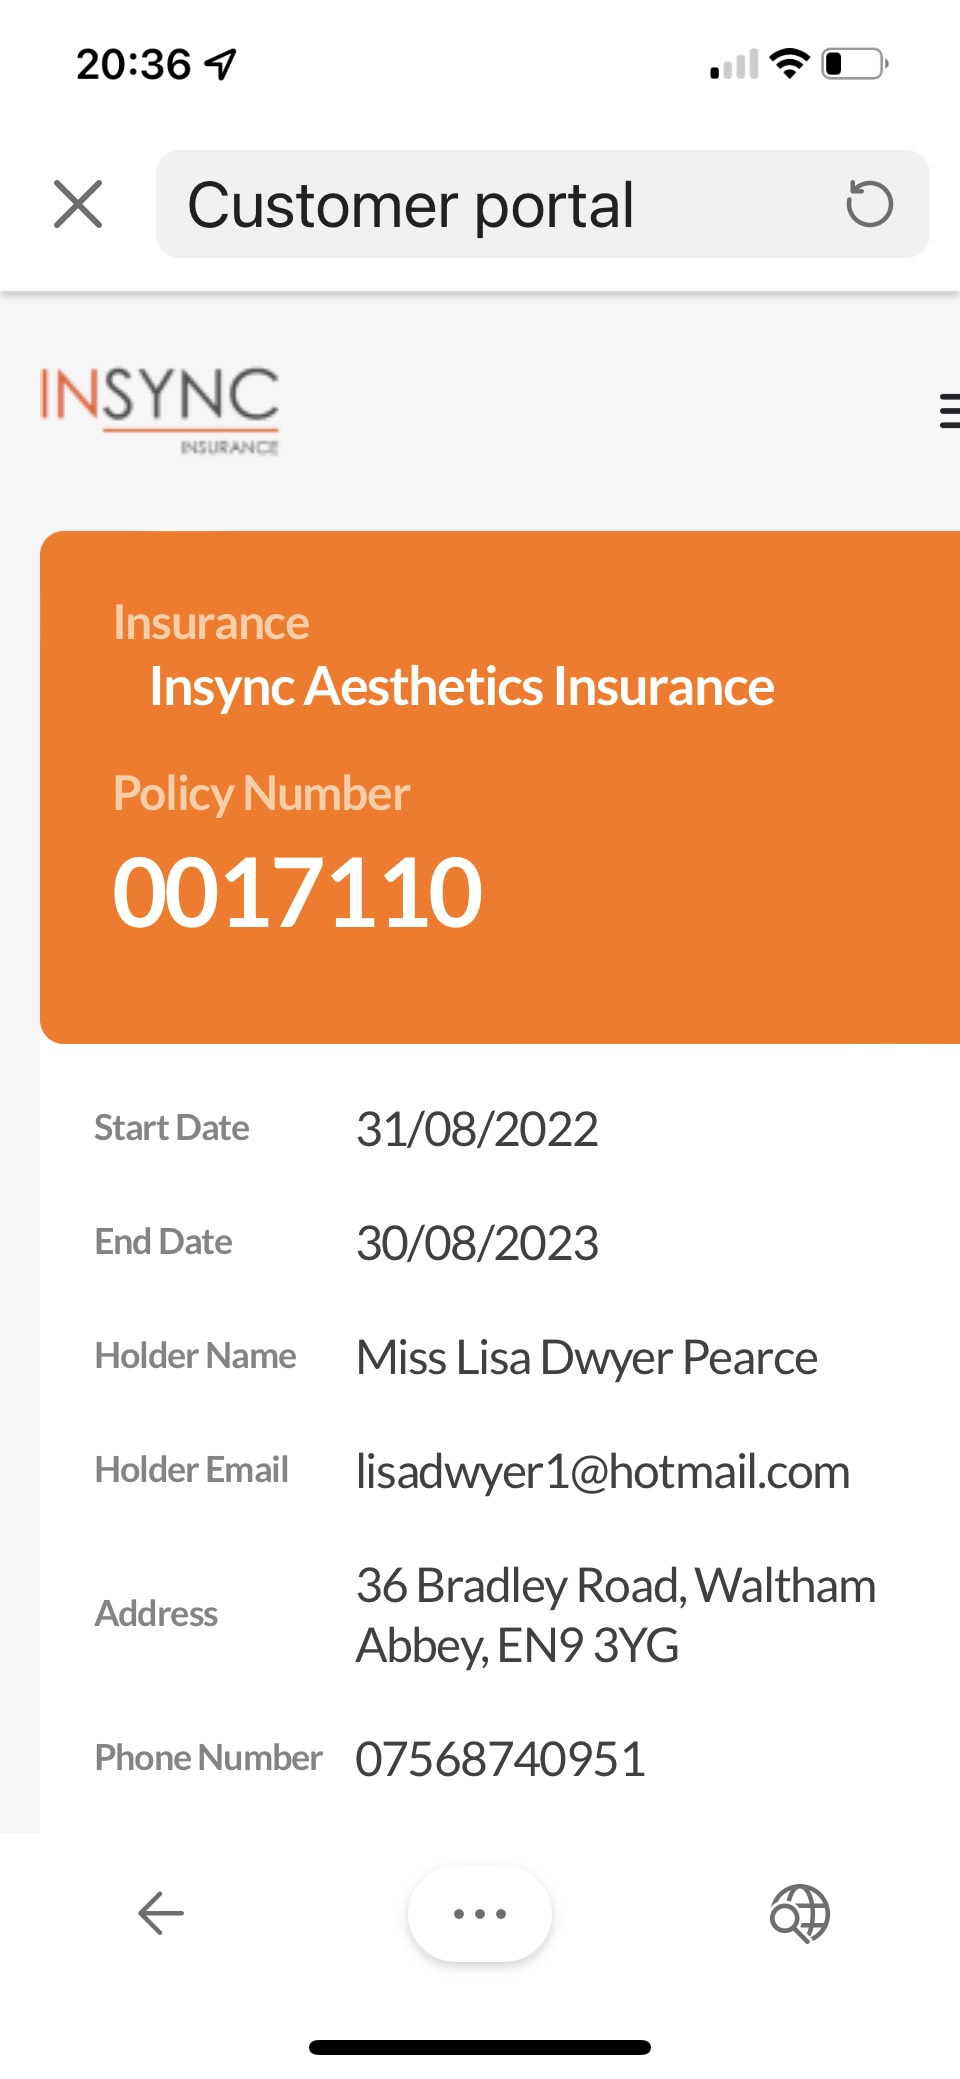 20:36
Customer portal
INSYNC
INSURANCE
Insurance
Insync Aesthetics Insurance
Policy Number
0017110
Start Date 31/08/2022
End Date 30/08/2023
Holder Name Miss Lisa Dwyer Pearce
Holder Email lisadwyer1@hotmail.com
Address 36 Bradley Road, Waltham
Abbey, EN9 3YG
Phone Number 07568740951